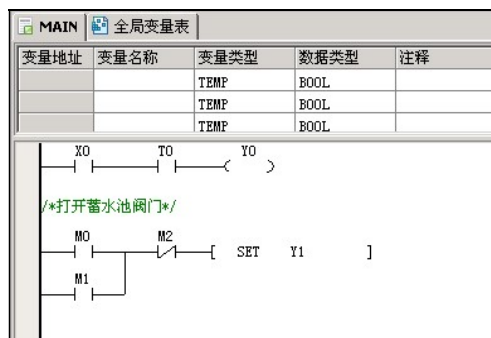 MAIN 全局变量表
变量地址 变量名称 变量类型 数据类型 注释
TEMP BOOL
TEMP BOOL
TEMP BOOL
X0 T0 Y0
/*打开蓄水池阀门*/
M0 M2
SET Y1
M1